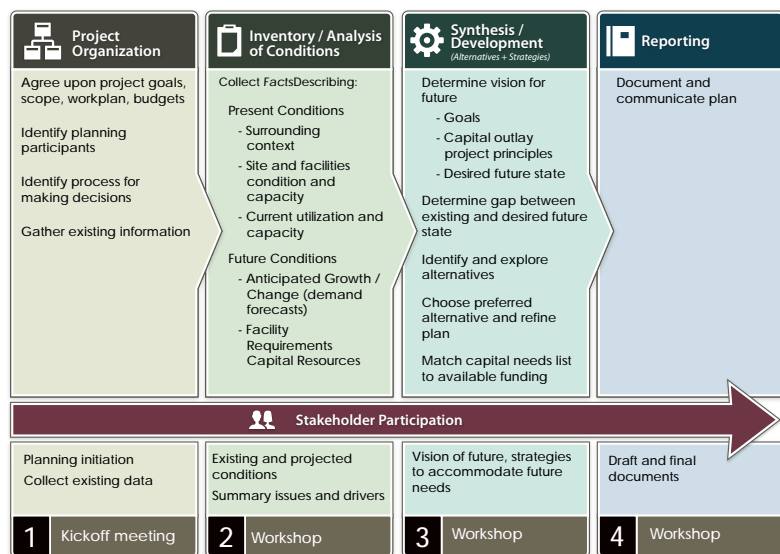 Project
Organization
Agree upon project goals,
scope, workplan, budgets
Identify planning
participants
Identify process for
making decisions
Gather existing information
Inventory / Analysis
of Conditions
Collect FactsDescribing:
Present Conditions
- Surrounding
context
- Site and facilities
condition and
capacity
- Current utilization and
capacity
Future Conditions
- Anticipated Growth /
Change (demand
forecasts)
- Facility
Requirements
Capital Resources
Synthesis /
Development
(Alternatives + Strategies)
Determine vision for
future
- Goals
- Capital outlay
project principles
- Desired future state
Determine gap between
existing and desired future
state
Identify and explore
alternatives
Choose preferred
alternative and refine
plan
Match capital needs list
to available funding
Reporting
Document and
communicate plan
Stakeholder Participation
Planning initiation
Collect existing data
1 Kickoff meeting
Existing and projected
conditions
Summary issues and drivers
2 Workshop
Vision of future, strategies
to accommodate future
needs
3 Workshop
Draft and final
documents
4 Workshop